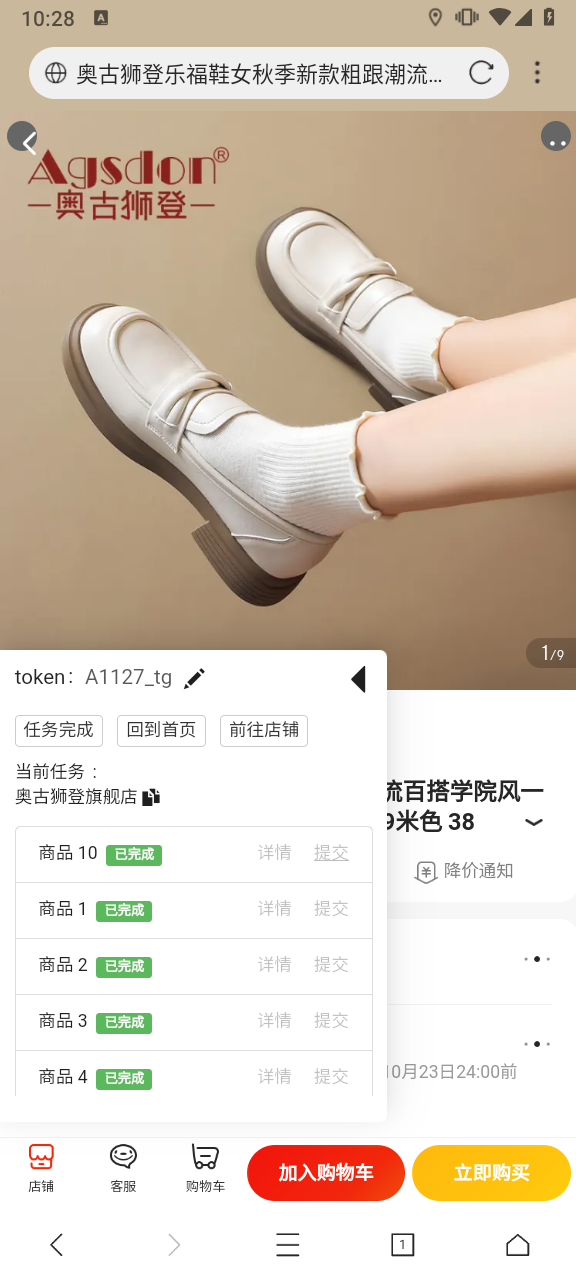 10:28
A
奥古狮登乐福鞋女秋季新款粗跟潮流...
Agsdon®
奥古狮登
1/9
token: A1127_tg
任务完成 回到首页 前往店铺
当前任务 :
奥古狮登旗舰店
流百搭学院风一
9米色 38
降价通知
商品 10 已完成 详情 提交
商品 1 已完成 详情 提交
商品 2 已完成 详情 提交
商品 3 已完成 详情 提交
商品 4 已完成 详情 提交
10月23日24:00前
店铺 客服 购物车 加入购物车 立即购买
1